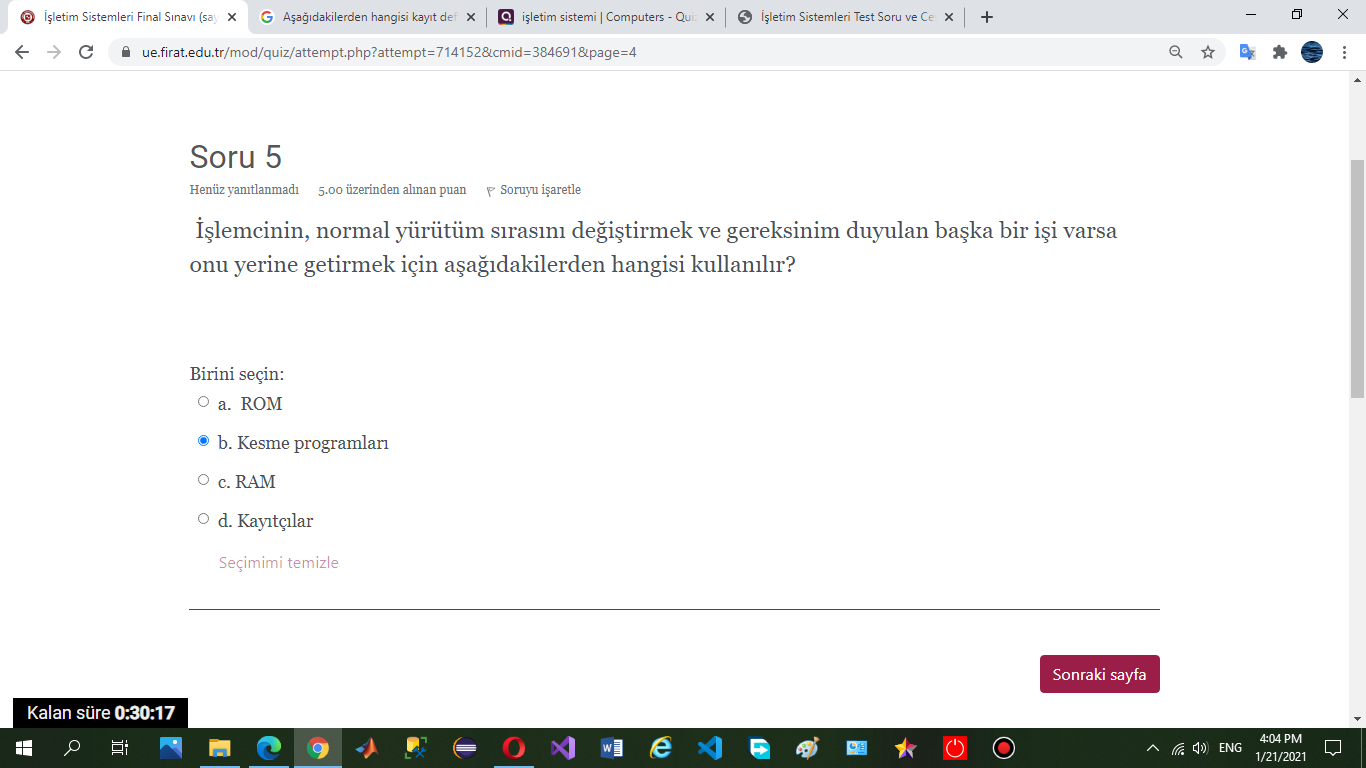 İşletim Sistemleri Final Sınavı (say
Aşağıdakilerden hangisi kayıt def
işletim sistemi | Computers - Qui
İşletim Sistemleri Test Soru ve Ce
ue.firat.edu.tr/mod/quiz/attempt.php?attempt=714152&cmid=384691&page=4
Soru 5
Henüz yanıtlanmadı 5.00 üzerinden alınan puan Soruyu işaretle
İşlemcinin, normal yürütüm sırasını değiştirmek ve gereksinim duyulan başka bir işi varsa
onu yerine getirmek için aşağıdakilerden hangisi kullanılır?
Birini seçin:
a. ROM
b. Kesme programları
c. RAM
d. Kayıtçılar
Seçimimi temizle
Sonraki sayfa
Kalan süre 0:30:17
ENG
4:04 PM
1/21/2021